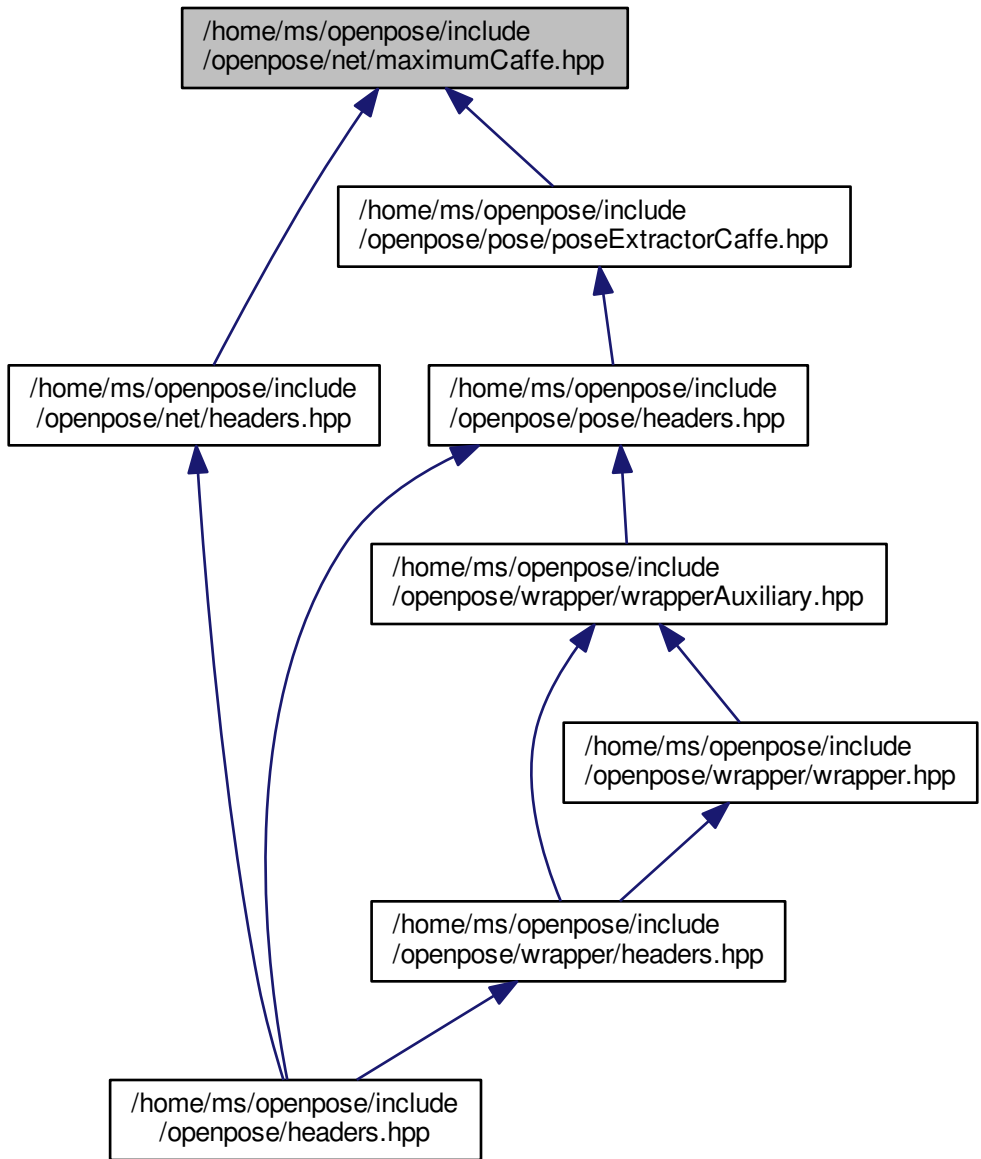 /home/ms/openpose/include
/openpose/net/maximumCaffe.hpp
/home/ms/openpose/include
/openpose/pose/poseExtractorCaffe.hpp
/home/ms/openpose/include
/openpose/net/headers.hpp
/home/ms/openpose/include
/openpose/pose/headers.hpp
/home/ms/openpose/include
/openpose/wrapper/wrapperAuxiliary.hpp
/home/ms/openpose/include
/openpose/wrapper/wrapper.hpp
/home/ms/openpose/include
/openpose/wrapper/headers.hpp
/home/ms/openpose/include
/openpose/headers.hpp